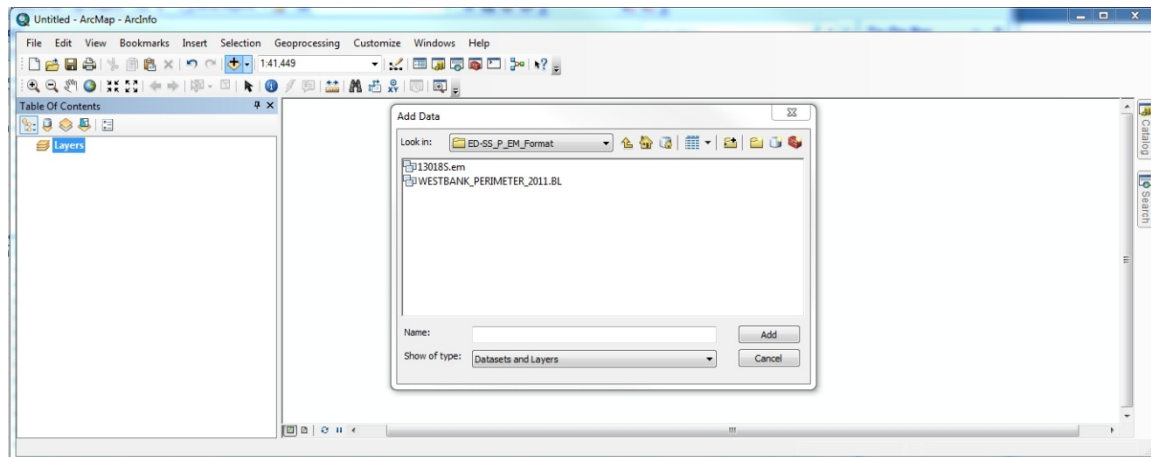 Untitled - ArcMap - ArcInfo
File Edit View Bookmarks Insert Selection Geoprocessing Customize Windows Help
1:41,449
Table Of Contents
Layers
Add Data
Look in: ED-SS_P_EM_Format
13018S.em
WESTBANK_PERIMETER_2011.BL
Name:
Add
Show of type: Datasets and Layers
Cancel
Catalog
Search